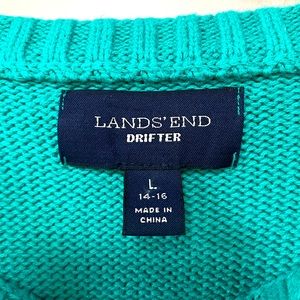 LANDS' END
DRIFTER
L
14-16
MADE IN
CHINA